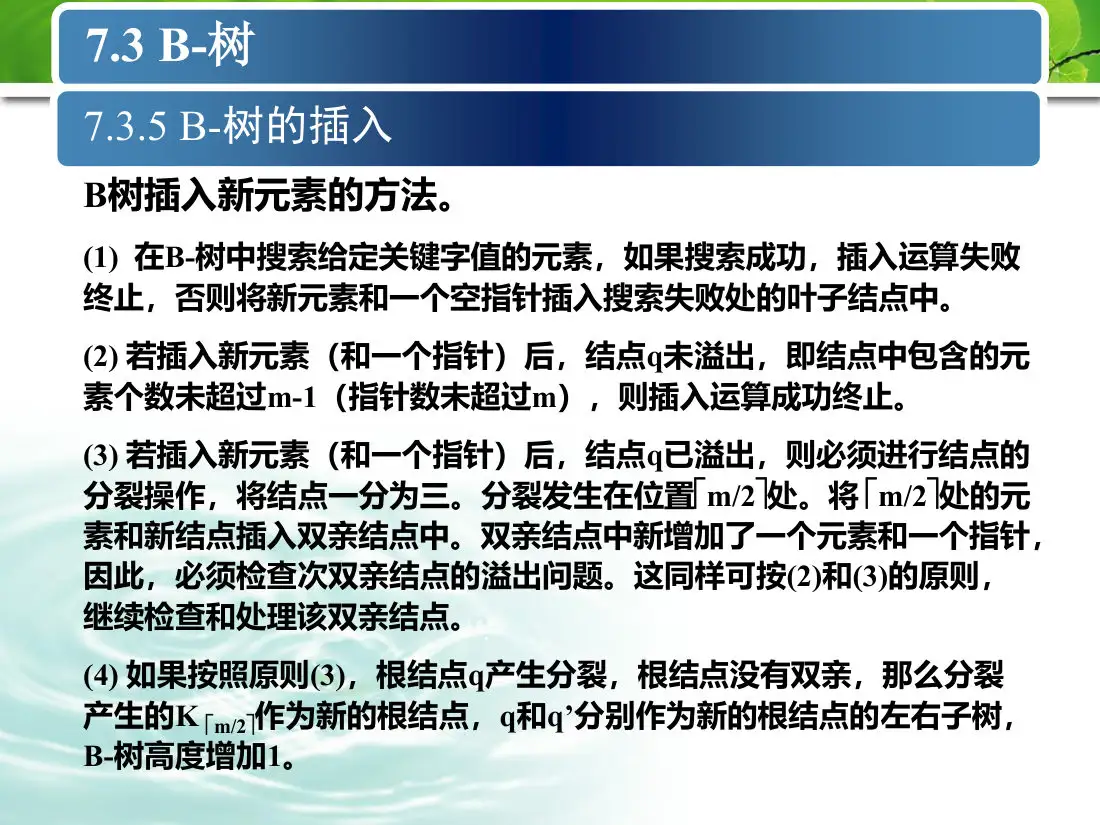 7.3 B-树
7.3.5 B-树的插入
B树插入新元素的方法。
(1) 在B-树中搜索给定关键字值的元素，如果搜索成功，插入运算失败
终止，否则将新元素和一个空指针插入搜索失败处的叶子结点中。
(2) 若插入新元素（和一个指针）后，结点q未溢出，即结点中包含的元
素个数未超过m-1（指针数未超过m），则插入运算成功终止。
(3) 若插入新元素（和一个指针）后，结点q已溢出，则必须进行结点的
分裂操作，将结点一分为三。分裂发生在位置⌈m/2⌉处。将⌈m/2⌉处的元
素和新结点插入双亲结点中。双亲结点中新增加了一个元素和一个指针，
因此，必须检查次双亲结点的溢出问题。这同样可按(2)和(3)的原则，
继续检查和处理该双亲结点。
(4) 如果按照原则(3)，根结点q产生分裂，根结点没有双亲，那么分裂
产生的K⌈m/2⌉作为新的根结点，q和q’分别作为新的根结点的左右子树，
B-树高度增加1。